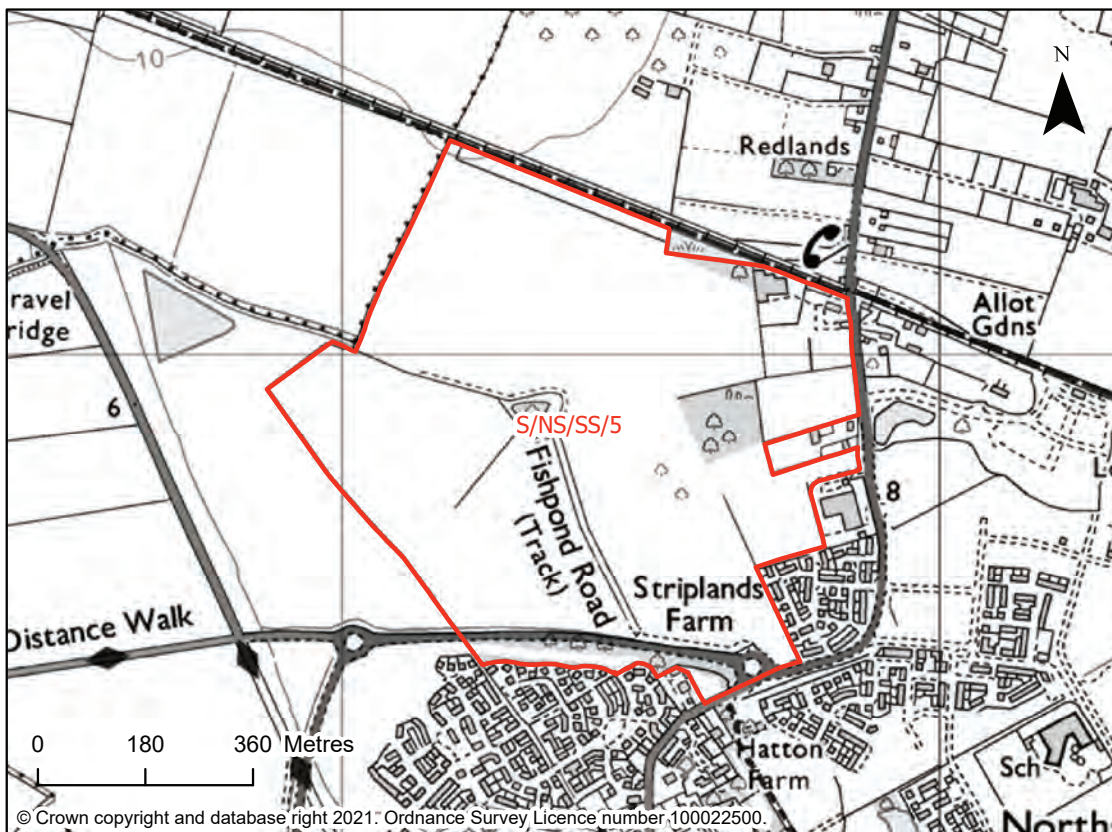 10
N
Redlands
ravel
ridge
Allot
Gdns
6
S/NS/SS/5
Fishpond Road
(Track)
8
Striplands
Farm
Distance Walk
0 180 360 Metres
Hatton
Farm
Sch
North
© Crown copyright and database right 2021. Ordnance Survey Licence number 100022500.